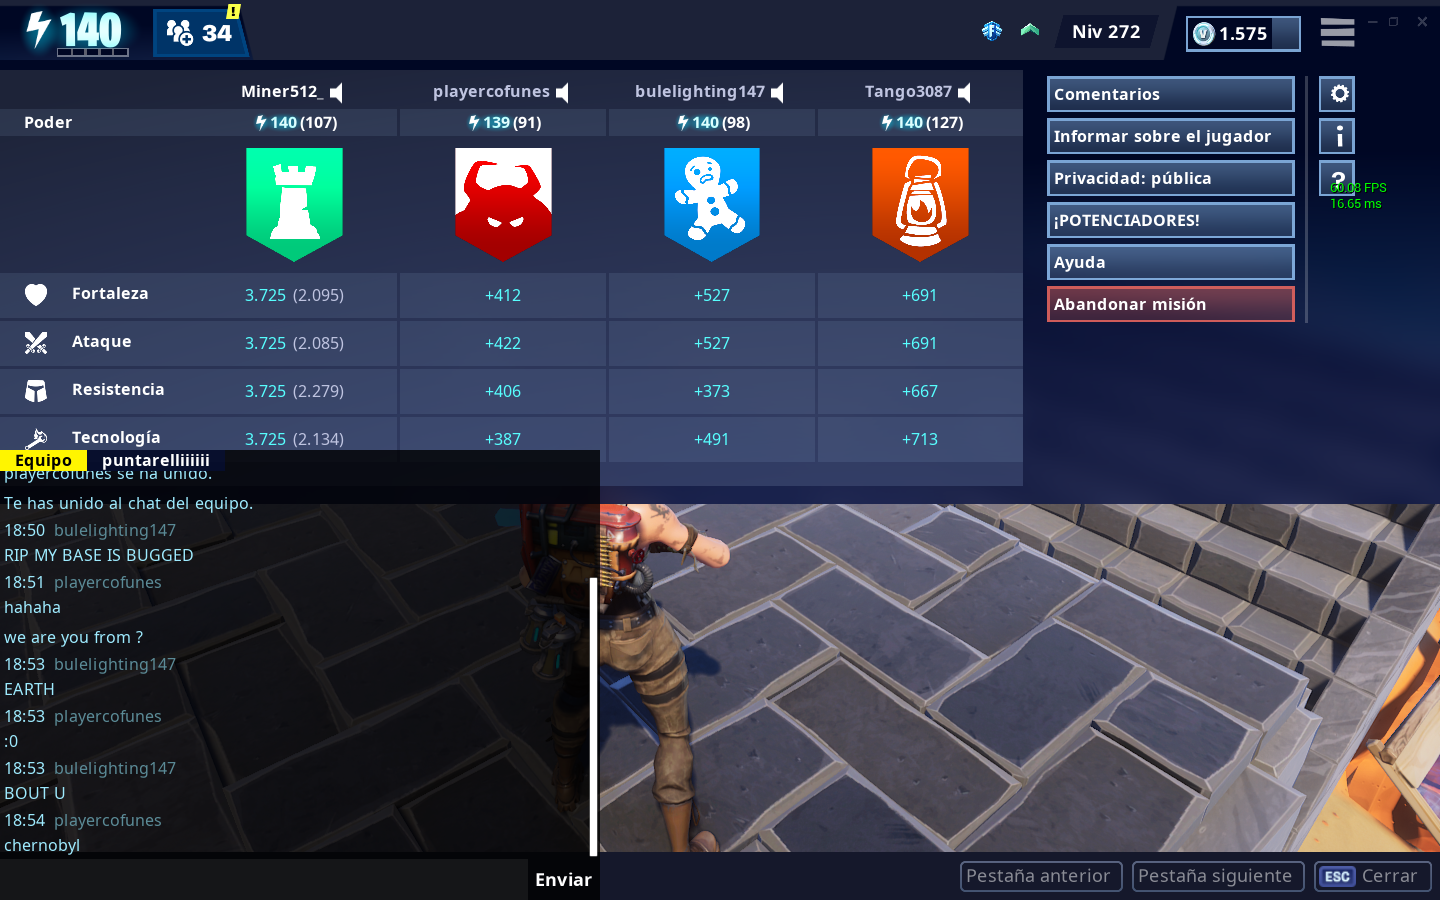 140
!
34
Niv 272
V
1.575
Miner512_
playercofunes
bulelighting147
Tango3087
Poder
140 (107)
139 (91)
140 (98)
140 (127)
Fortaleza
3.725 (2.095)
+412
+527
+691
Ataque
3.725 (2.085)
+422
+527
+691
Resistencia
3.725 (2.279)
+406
+373
+667
Tecnología
3.725 (2.134)
+387
+491
+713
Comentarios
Informar sobre el jugador
Privacidad: pública
¡POTENCIADORES!
Ayuda
Abandonar misión
i
?
60.08 FPS
16.65 ms
Equipo
puntarelliiiiii
playercofunes se ha unido.
Te has unido al chat del equipo.
18:50 bulelighting147
RIP MY BASE IS BUGGED
18:51 playercofunes
hahaha
we are you from ?
18:53 bulelighting147
EARTH
18:53 playercofunes
:0
18:53 bulelighting147
BOUT U
18:54 playercofunes
chernobyl
Enviar
Pestaña anterior
Pestaña siguiente
ESC Cerrar